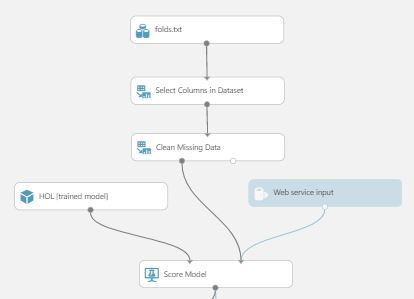 folds.txt
Select Columns in Dataset
Clean Missing Data
HOL [trained model]
Web service input
Score Model